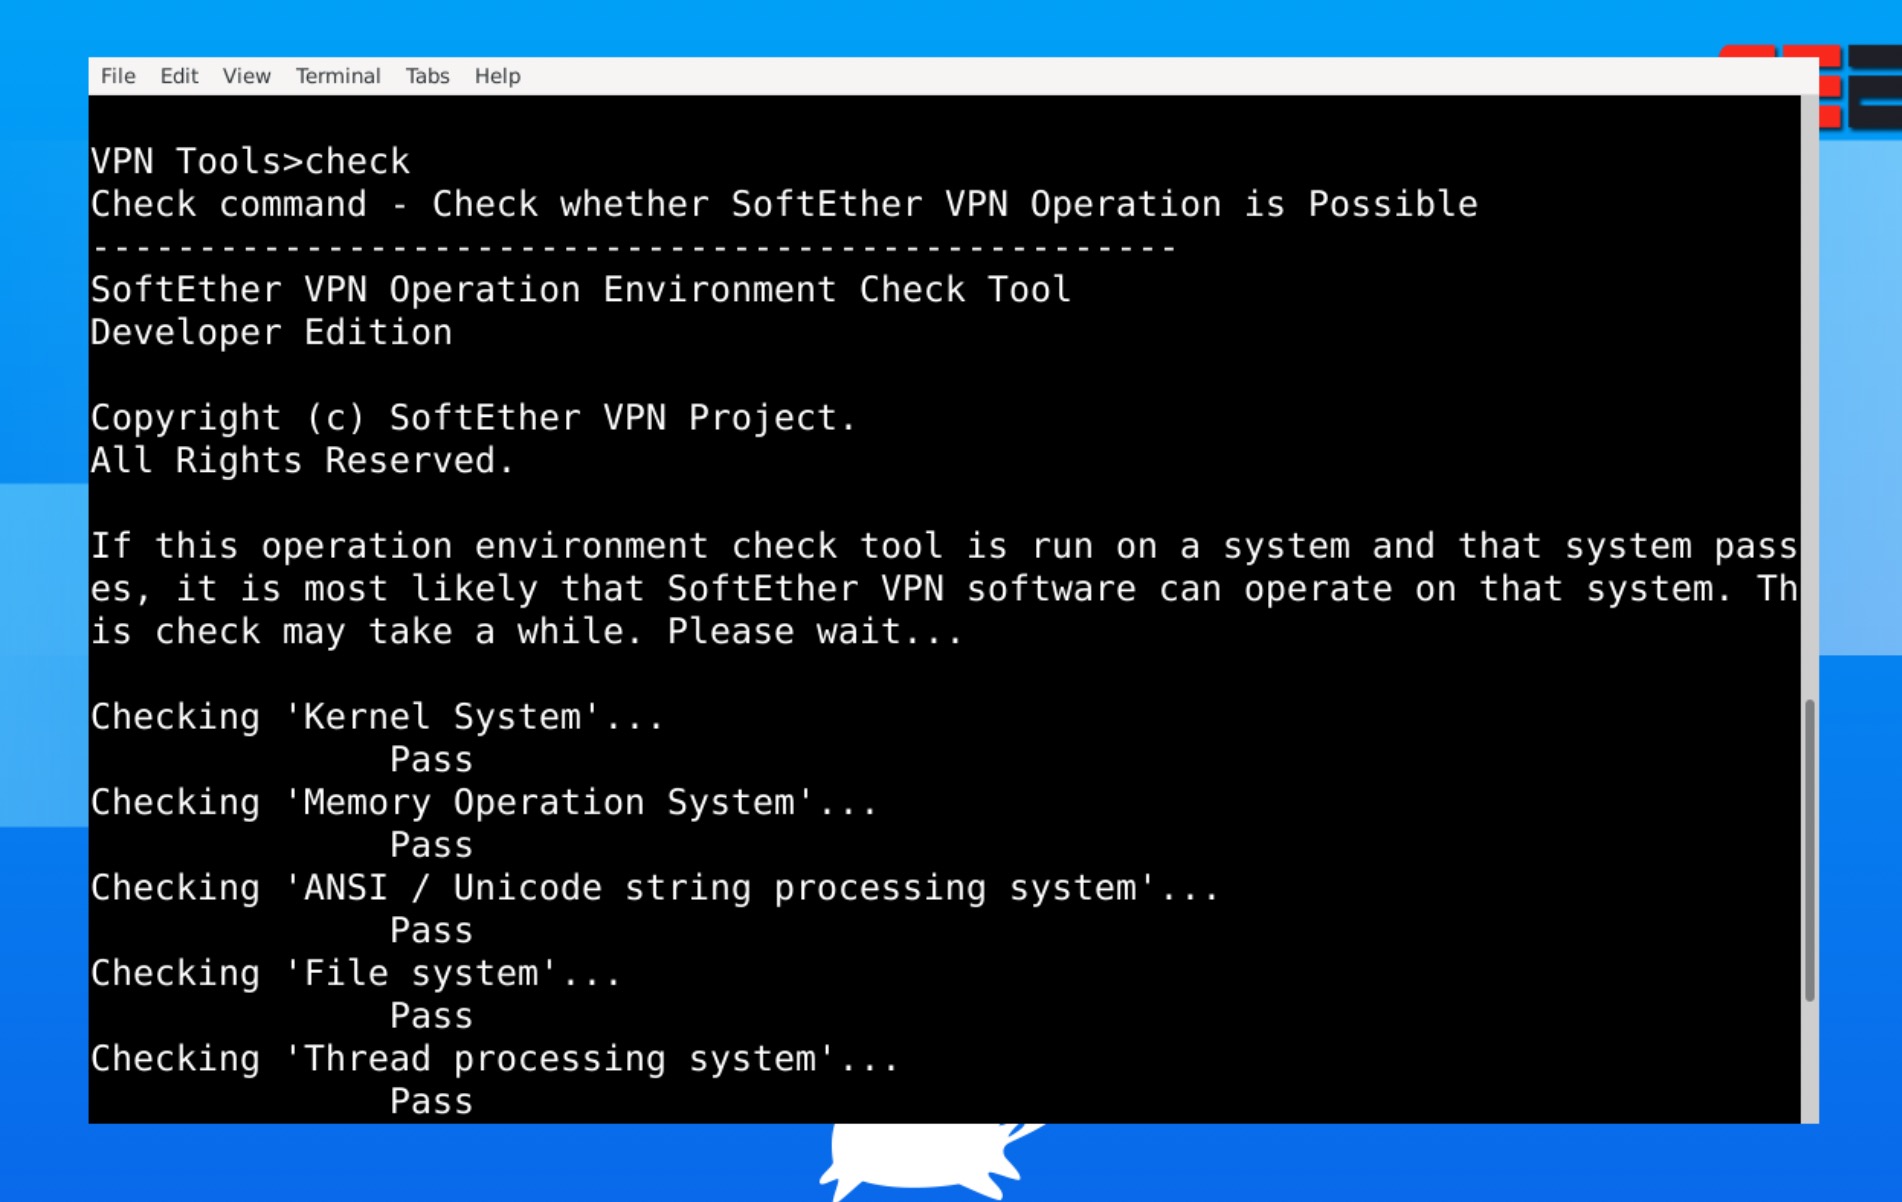 File Edit View Terminal Tabs Help
VPN Tools>check
Check command - Check whether SoftEther VPN Operation is Possible
---------------------------------------------------
SoftEther VPN Operation Environment Check Tool
Developer Edition
Copyright (c) SoftEther VPN Project.
All Rights Reserved.
If this operation environment check tool is run on a system and that system pass
es, it is most likely that SoftEther VPN software can operate on that system. Th
is check may take a while. Please wait...
Checking 'Kernel System'...
Pass
Checking 'Memory Operation System'...
Pass
Checking 'ANSI / Unicode string processing system'...
Pass
Checking 'File system'...
Pass
Checking 'Thread processing system'...
Pass